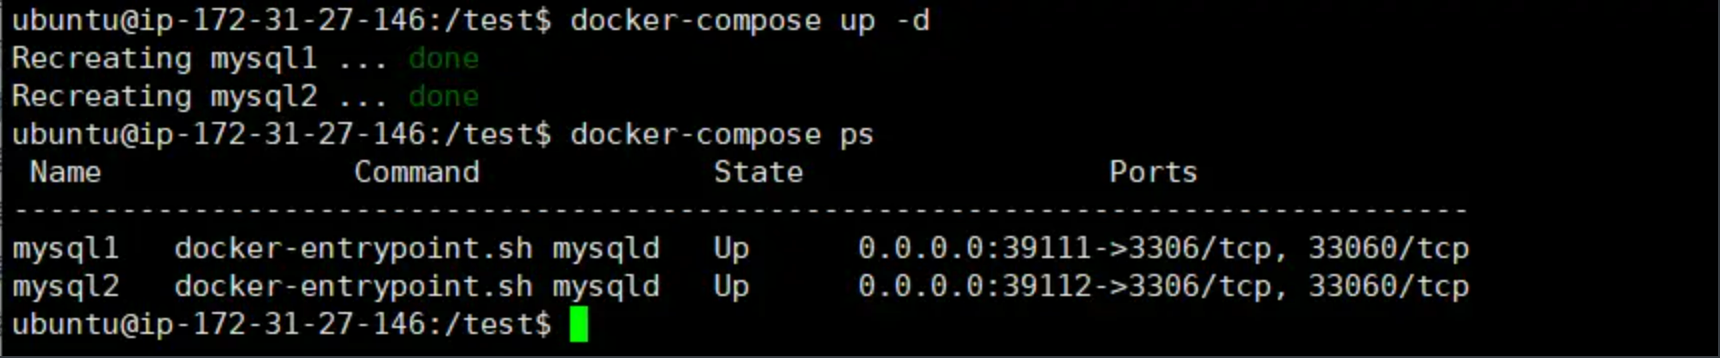 ubuntu@ip-172-31-27-146:/test$ docker-compose up -d
Recreating mysql1 ... done
Recreating mysql2 ... done
ubuntu@ip-172-31-27-146:/test$ docker-compose ps
 Name              Command             State                  Ports
---------------------------------------------------------------------------------
mysql1   docker-entrypoint.sh mysqld   Up      0.0.0.0:39111->3306/tcp, 33060/tcp
mysql2   docker-entrypoint.sh mysqld   Up      0.0.0.0:39112->3306/tcp, 33060/tcp
ubuntu@ip-172-31-27-146:/test$